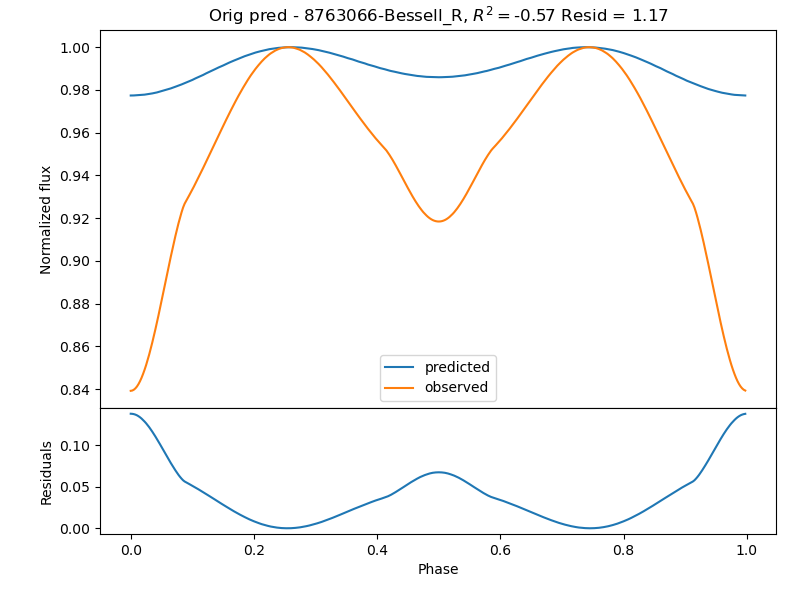 Orig pred - 8763066-Bessell_R, $R^2=$-0.57 Resid = 1.17
1.00
0.98
0.96
0.94
0.92
0.90
0.88
0.86
0.84
Normalized flux
predicted
observed
0.10
0.05
0.00
Residuals
0.0 0.2 0.4 0.6 0.8 1.0
Phase